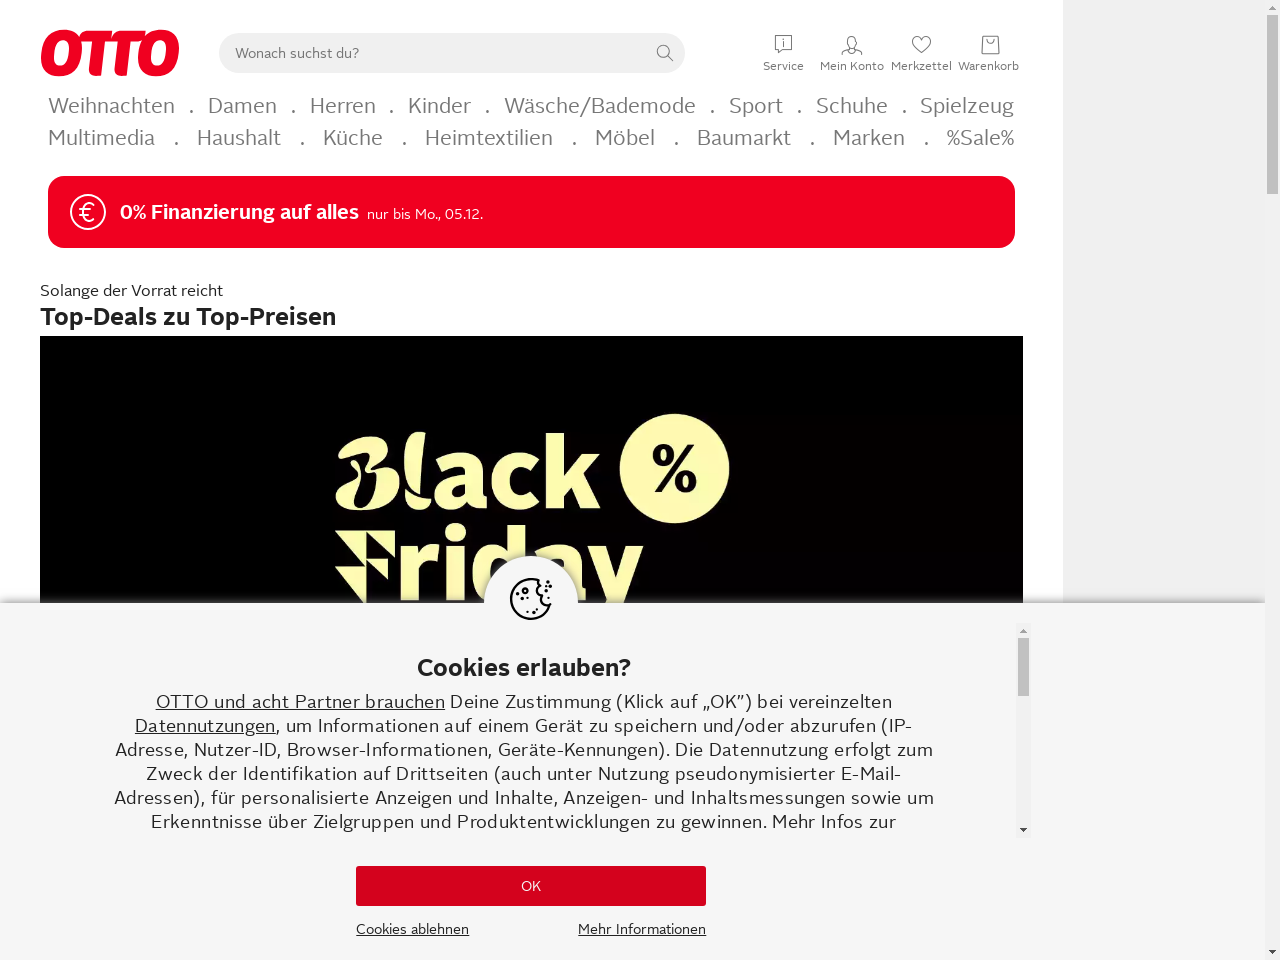 OTTO
Wonach suchst du?
Service
Mein Konto
Merkzettel
Warenkorb
Weihnachten . Damen . Herren . Kinder . Wäsche/Bademode . Sport . Schuhe . Spielzeug
Multimedia . Haushalt . Küche . Heimtextilien . Möbel . Baumarkt . Marken . %Sale%
€ 0% Finanzierung auf alles nur bis Mo., 05.12.
Solange der Vorrat reicht
Top-Deals zu Top-Preisen
Black %
Friday
Cookies erlauben?
OTTO und acht Partner brauchen Deine Zustimmung (Klick auf „OK”) bei vereinzelten
Datennutzungen, um Informationen auf einem Gerät zu speichern und/oder abzurufen (IP-
Adresse, Nutzer-ID, Browser-Informationen, Geräte-Kennungen). Die Datennutzung erfolgt zum
Zweck der Identifikation auf Drittseiten (auch unter Nutzung pseudonymisierter E-Mail-
Adressen), für personalisierte Anzeigen und Inhalte, Anzeigen- und Inhaltsmessungen sowie um
Erkenntnisse über Zielgruppen und Produktentwicklungen zu gewinnen. Mehr Infos zur
OK
Cookies ablehnen
Mehr Informationen